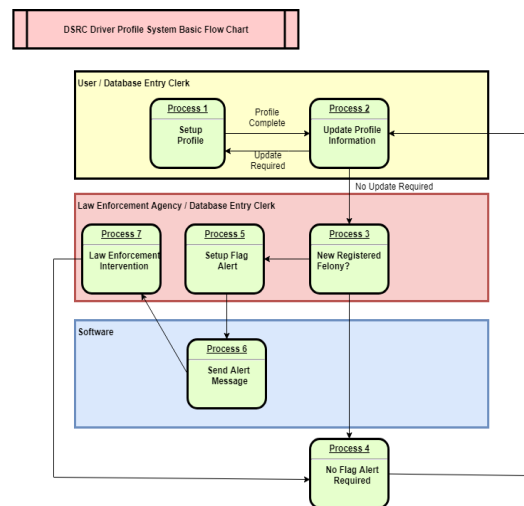 DSRC Driver Profile System Basic Flow Chart
User / Database Entry Clerk
Process 1
Setup
Profile
Profile
Complete
Update
Required
Process 2
Update Profile
Information
No Update Required
Law Enforcement Agency / Database Entry Clerk
Process 7
Law Enforcement
Intervention
Process 5
Setup Flag
Alert
Process 3
New Registered
Felony?
Software
Process 6
Send Alert
Message
Process 4
No Flag Alert
Required